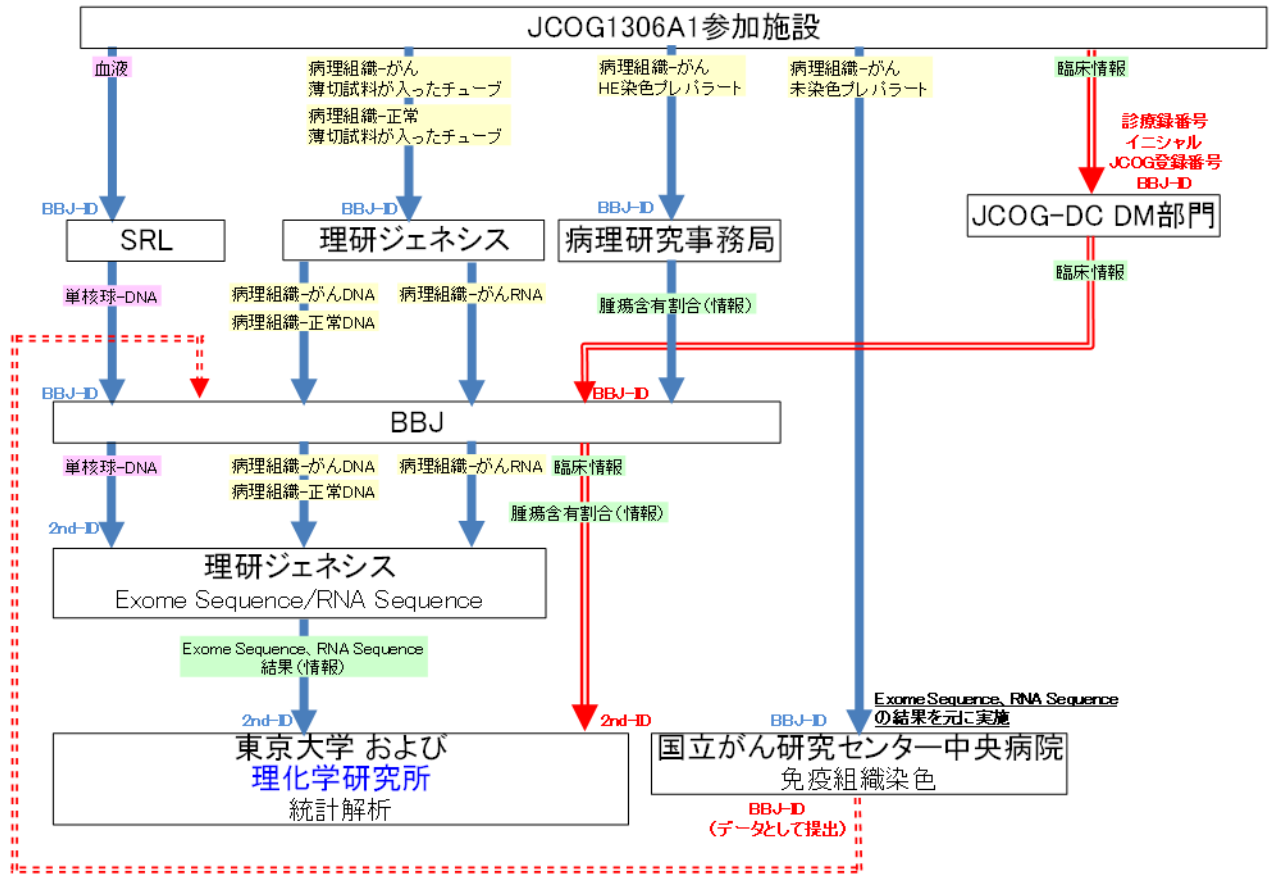 JCOG1306A1参加施設
血液
病理組織-がん
薄切試料が入ったチューブ
病理組織-正常
薄切試料が入ったチューブ
病理組織-がん
HE染色プレパラート
病理組織-がん
未染色プレパラート
臨床情報
診療録番号
イニシャル
JCOG登録番号
BBJ-ID
BBJ-ID
BBJ-ID
BBJ-ID
SRL
理研ジェネシス
病理研究事務局
JCOG-DC DM部門
単核球-DNA
病理組織-がんDNA
病理組織-正常DNA
病理組織-がんRNA
腫瘍含有割合(情報)
臨床情報
BBJ-ID
BBJ-ID
BBJ
単核球-DNA
病理組織-がんDNA
病理組織-正常DNA
病理組織-がんRNA
臨床情報
腫瘍含有割合(情報)
2nd-ID
理研ジェネシス
Exome Sequence/RNA Sequence
Exome Sequence、RNA Sequence
結果(情報)
2nd-ID
2nd-ID
BBJ-ID
Exome Sequence、RNA Sequence
の結果を元に実施
東京大学 および
理化学研究所
統計解析
国立がん研究センター中央病院
免疫組織染色
BBJ-ID
(データとして提出)